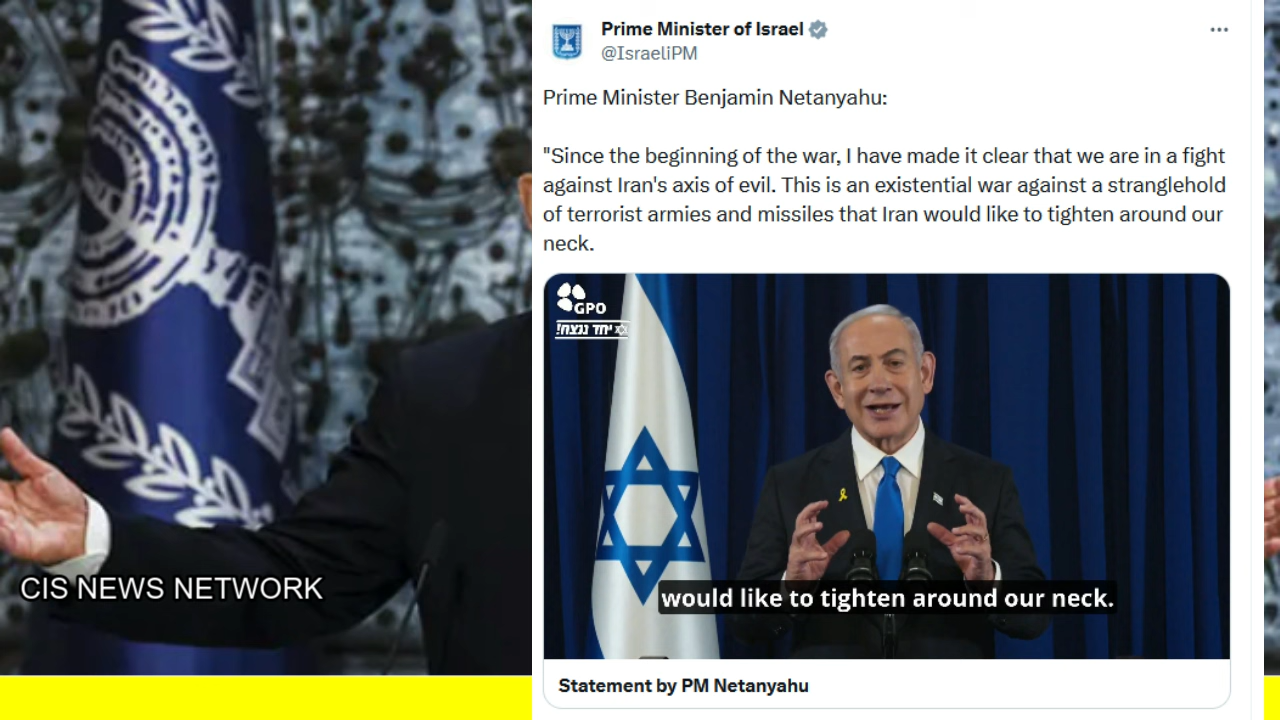 Prime Minister of Israel
@IsraeliPM
Prime Minister Benjamin Netanyahu:
"Since the beginning of the war, I have made it clear that we are in a fight
against Iran's axis of evil. This is an existential war against a stranglehold
of terrorist armies and missiles that Iran would like to tighten around our
neck.
GPO
יחד ננצח!
would like to tighten around our neck.
Statement by PM Netanyahu
CIS NEWS NETWORK